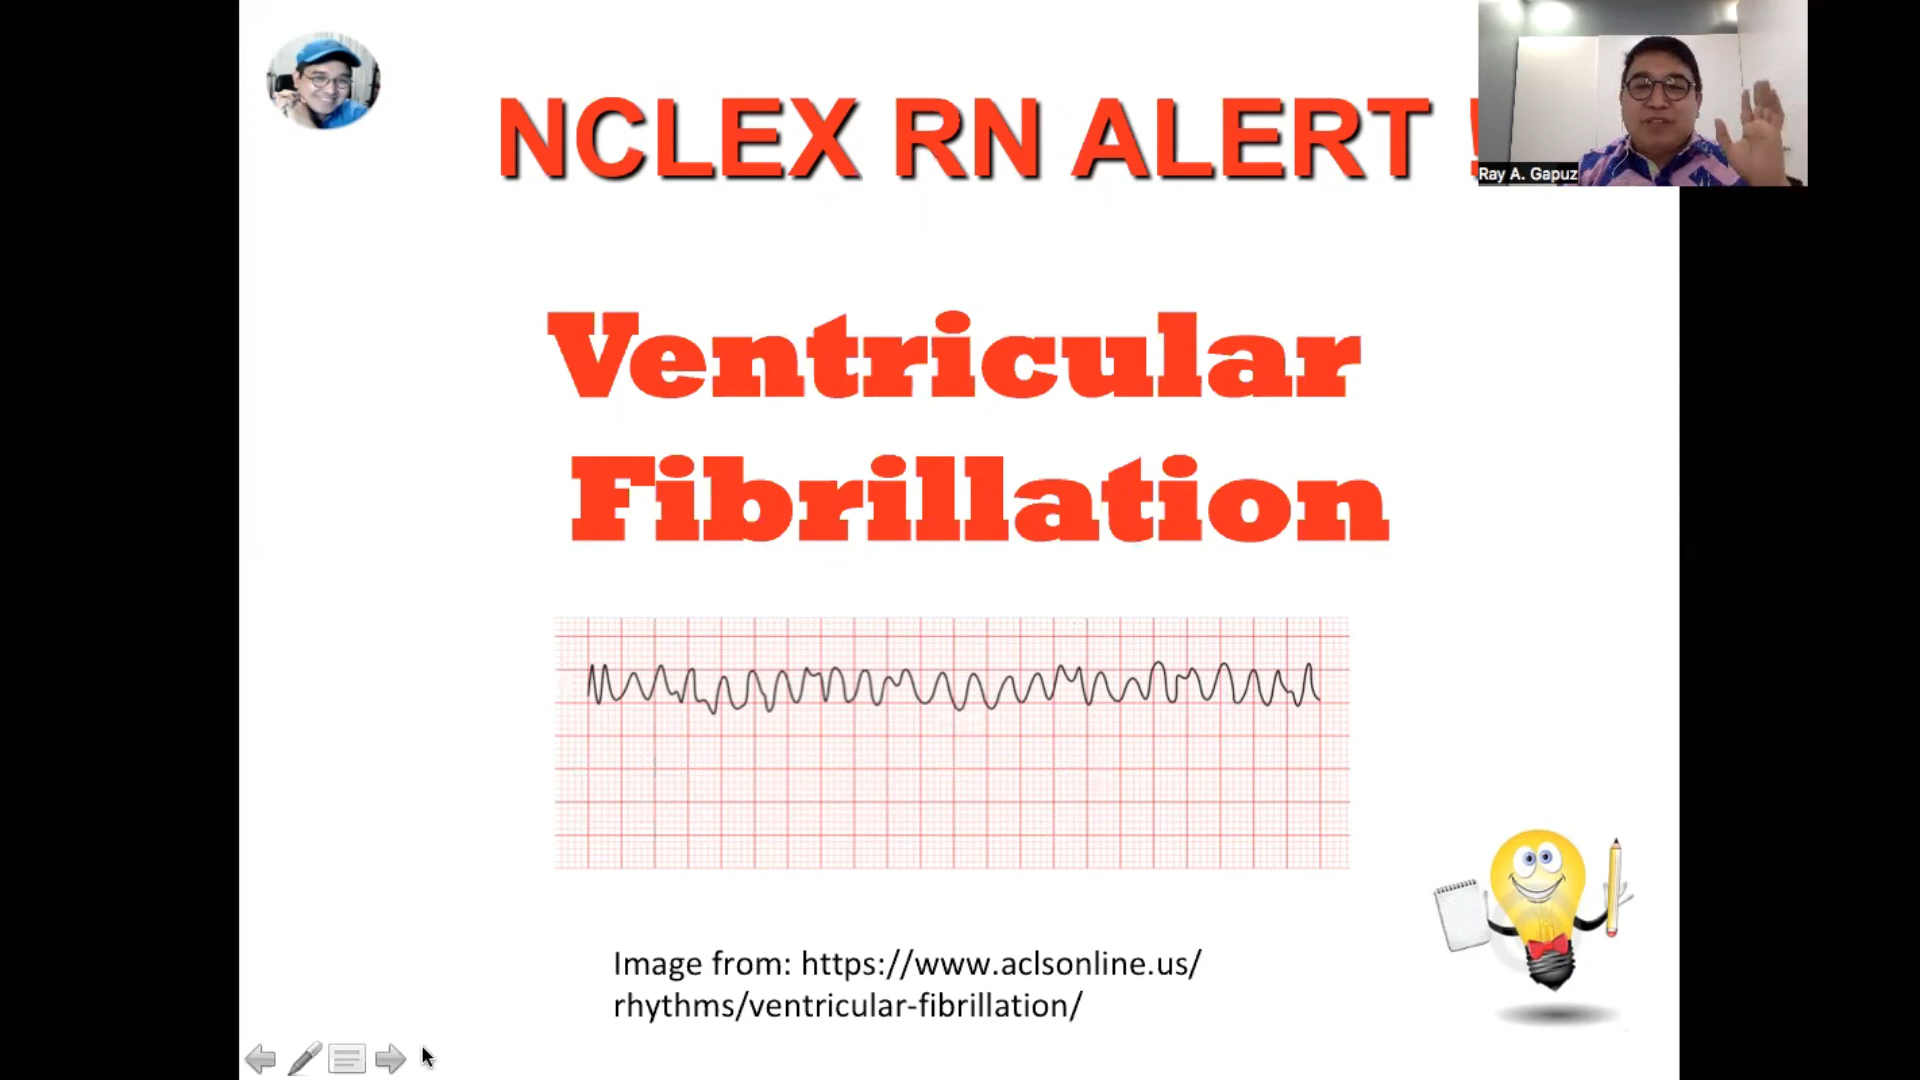 NCLEX RN ALERT !
Ray A. Gapuz
Ventricular
Fibrillation
Image from: https://www.aclsonline.us/
rhythms/ventricular-fibrillation/